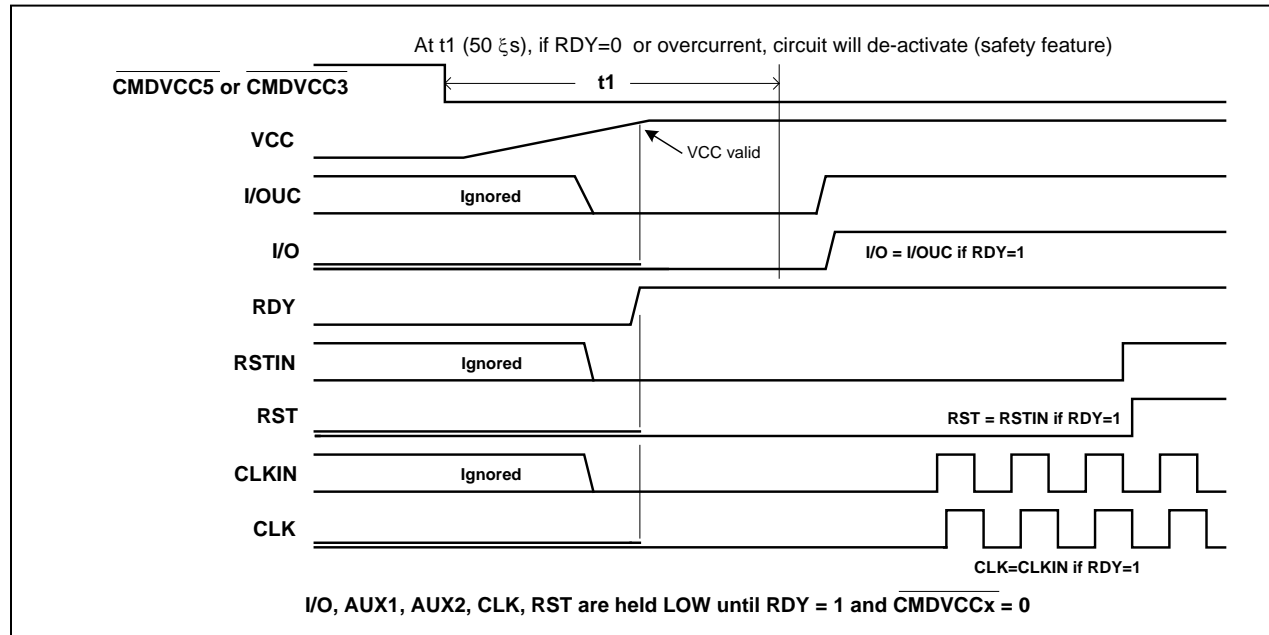 At t1 (50 ξs), if RDY=0 or overcurrent, circuit will de-activate (safety feature)
CMDVCC5 or CMDVCC3
t1
VCC
VCC valid
I/OUC
Ignored
I/O
I/O = I/OUC if RDY=1
RDY
RSTIN
Ignored
RST
RST = RSTIN if RDY=1
CLKIN
Ignored
CLK
CLK=CLKIN if RDY=1
I/O, AUX1, AUX2, CLK, RST are held LOW until RDY = 1 and CMDVCCx = 0